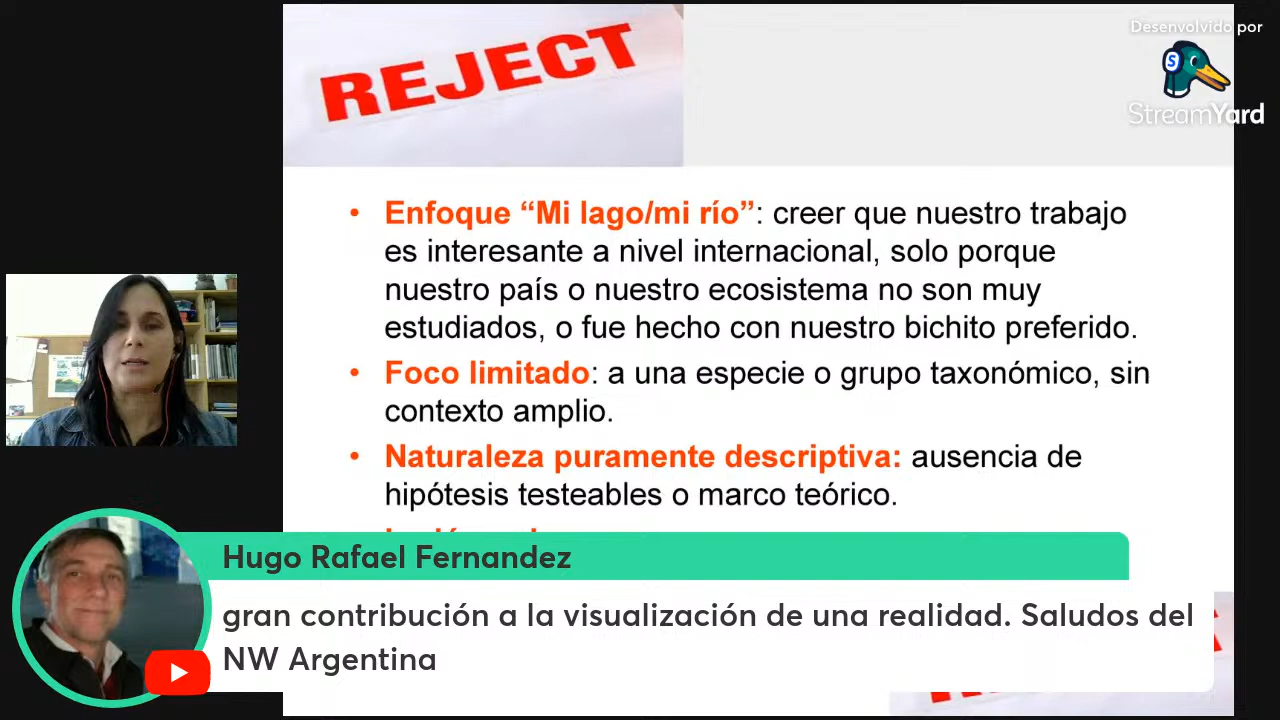 REJECT
Desenvolvido por
StreamYard
• Enfoque “Mi lago/mi río”: creer que nuestro trabajo
es interesante a nivel internacional, solo porque
nuestro país o nuestro ecosistema no son muy
estudiados, o fue hecho con nuestro bichito preferido.
• Foco limitado: a una especie o grupo taxonómico, sin
contexto amplio.
• Naturaleza puramente descriptiva: ausencia de
hipótesis testeables o marco teórico.
Hugo Rafael Fernandez
gran contribución a la visualización de una realidad. Saludos del
NW Argentina